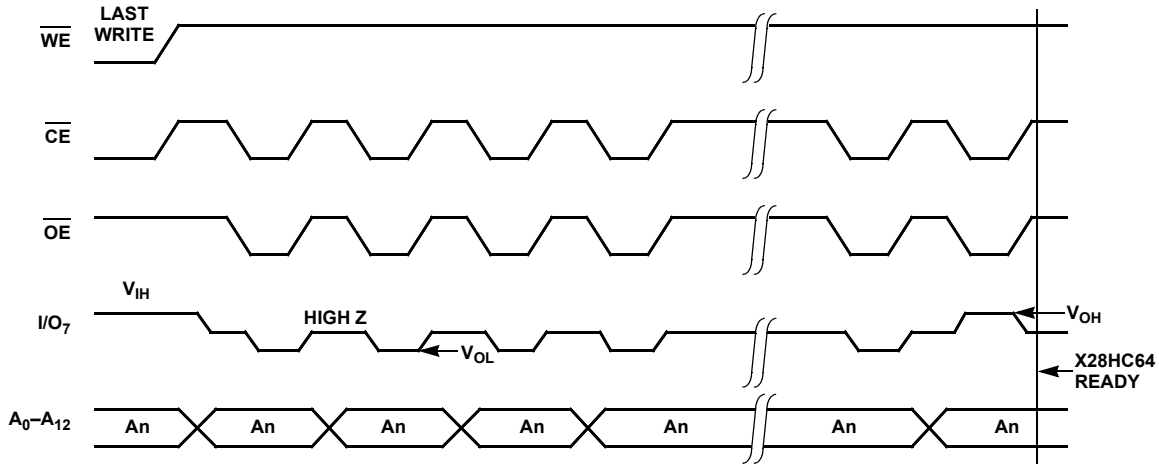 LAST
WRITE
WE
CE
OE
VIH
I/O7
HIGH Z
VOL
VOH
X28HC64
READY
A0–A12
An An An An An An An